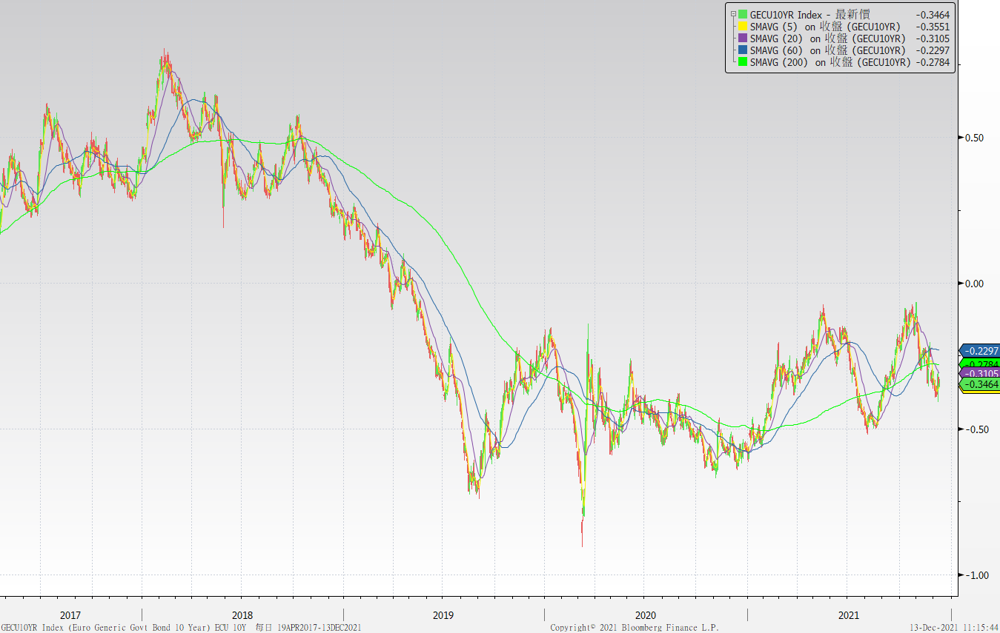 GECU10YR Index - 最新價 -0.3464
SMAVG (5) on 收盤 (GECU10YR) -0.3551
SMAVG (20) on 收盤 (GECU10YR) -0.3105
SMAVG (60) on 收盤 (GECU10YR) -0.2297
SMAVG (200) on 收盤 (GECU10YR) -0.2784
0.50
0.00
-0.2297
-0.2784
-0.3105
-0.3464
-0.50
-1.00
2017 2018 2019 2020 2021
GECU10YR Index (Euro Generic Govt Bond 10 Year) ECU 10Y 每日 19APR2017-13DEC2021 Copyright© 2021 Bloomberg Finance L.P. 13-Dec-2021 11:15:44